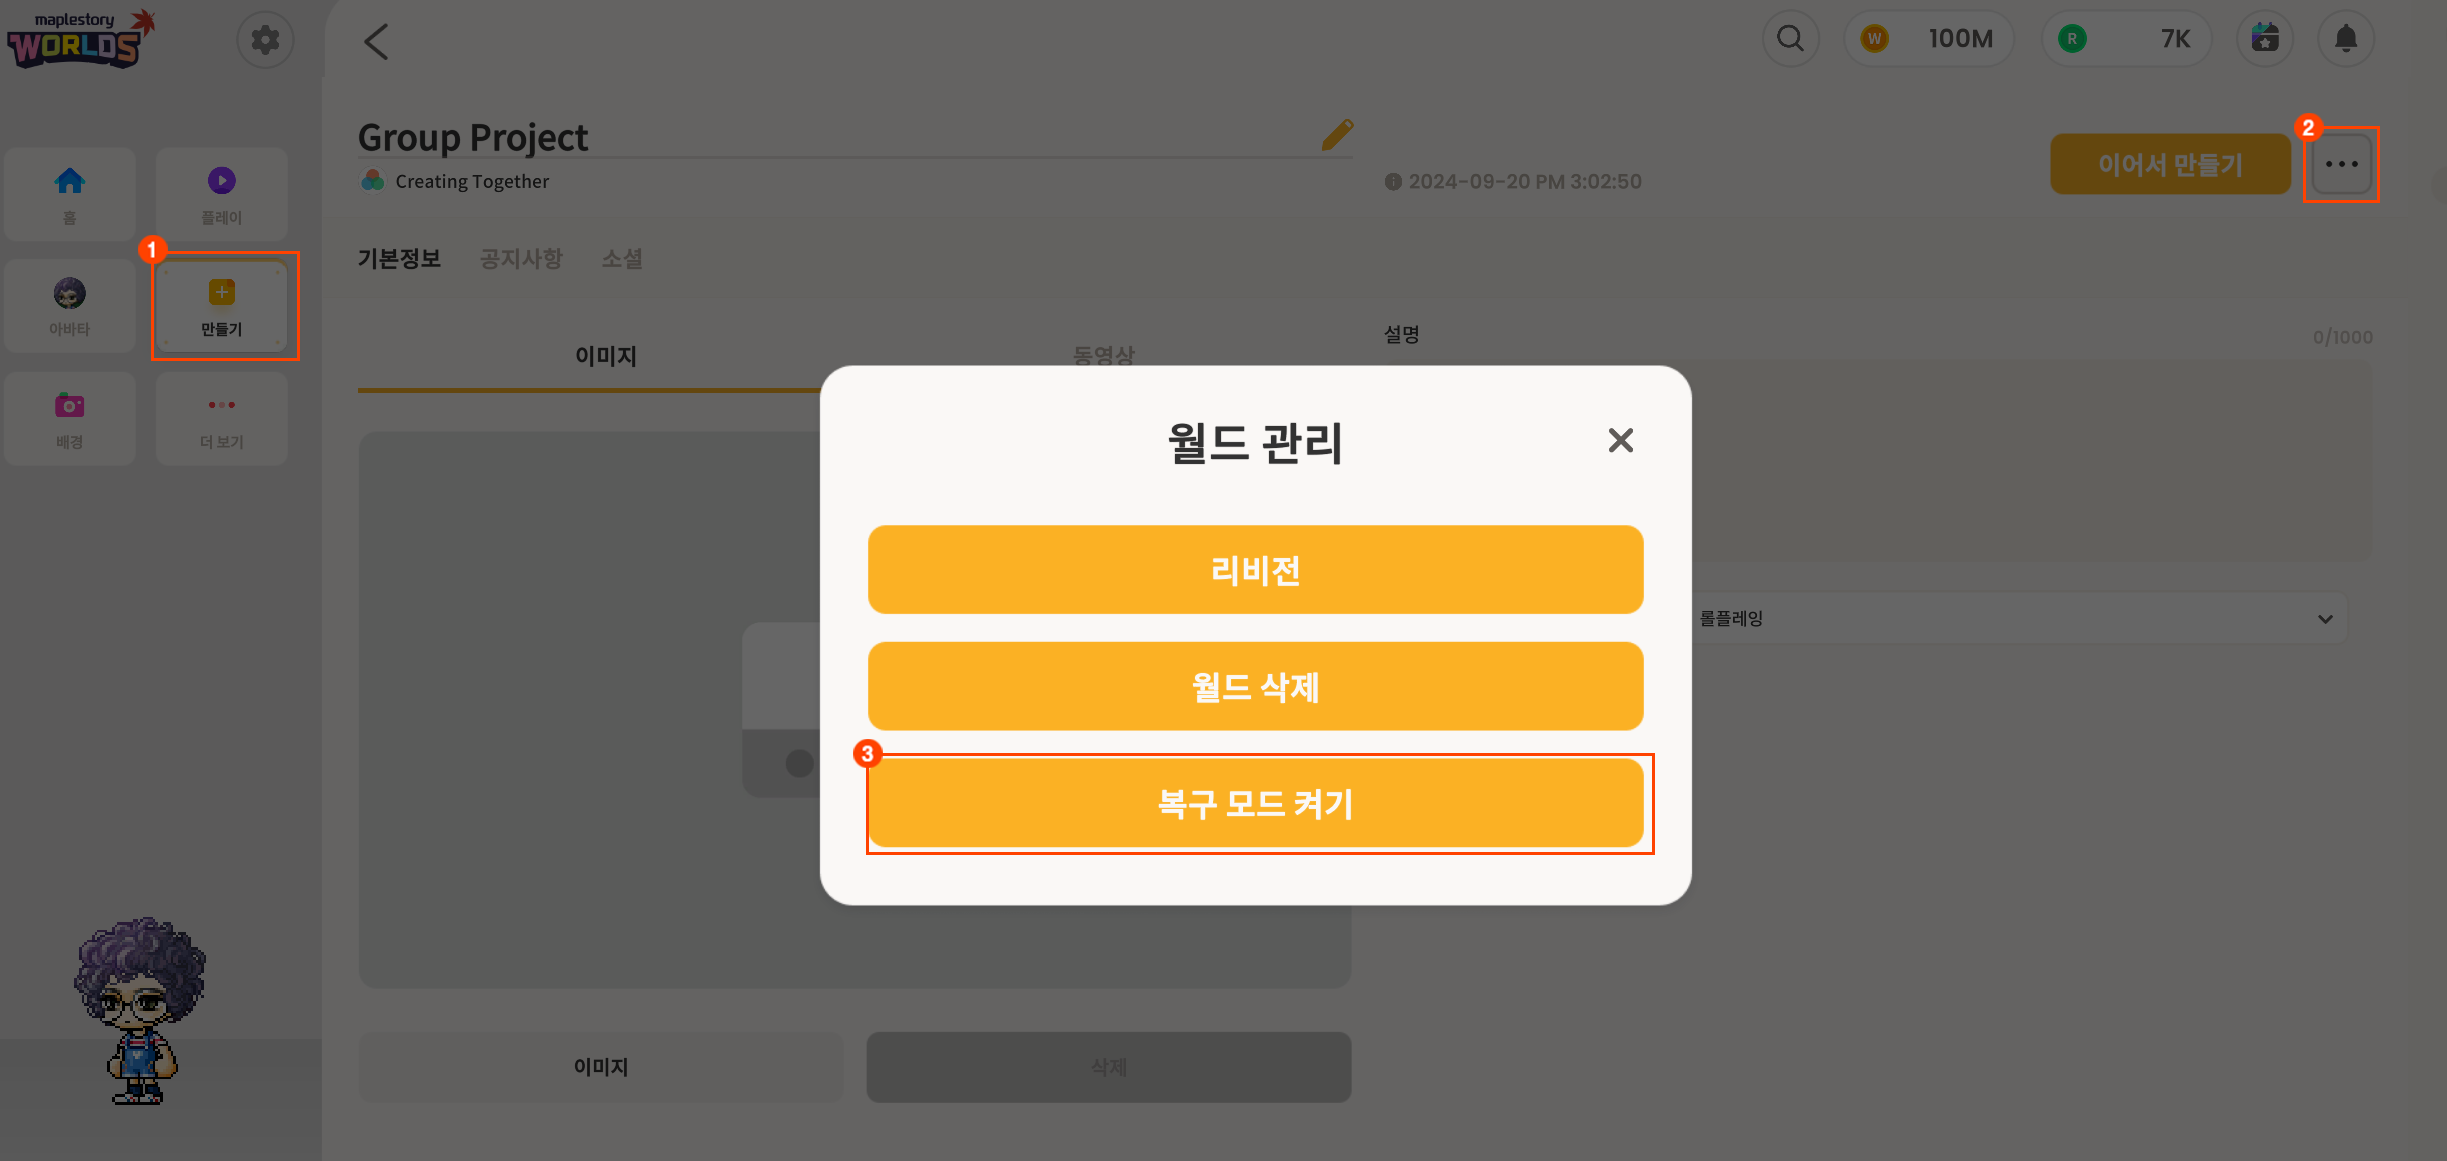 maplestory
WORLDS
W 100M
R 7K
Group Project
Creating Together
2024-09-20 PM 3:02:50
이어서 만들기
2
홈
플레이
1
아바타
만들기
배경
더 보기
기본정보 공지사항 소셜
이미지
동영상
설명
0/1000
롤플레잉
월드 관리
리비전
월드 삭제
3
복구 모드 켜기
이미지
삭제